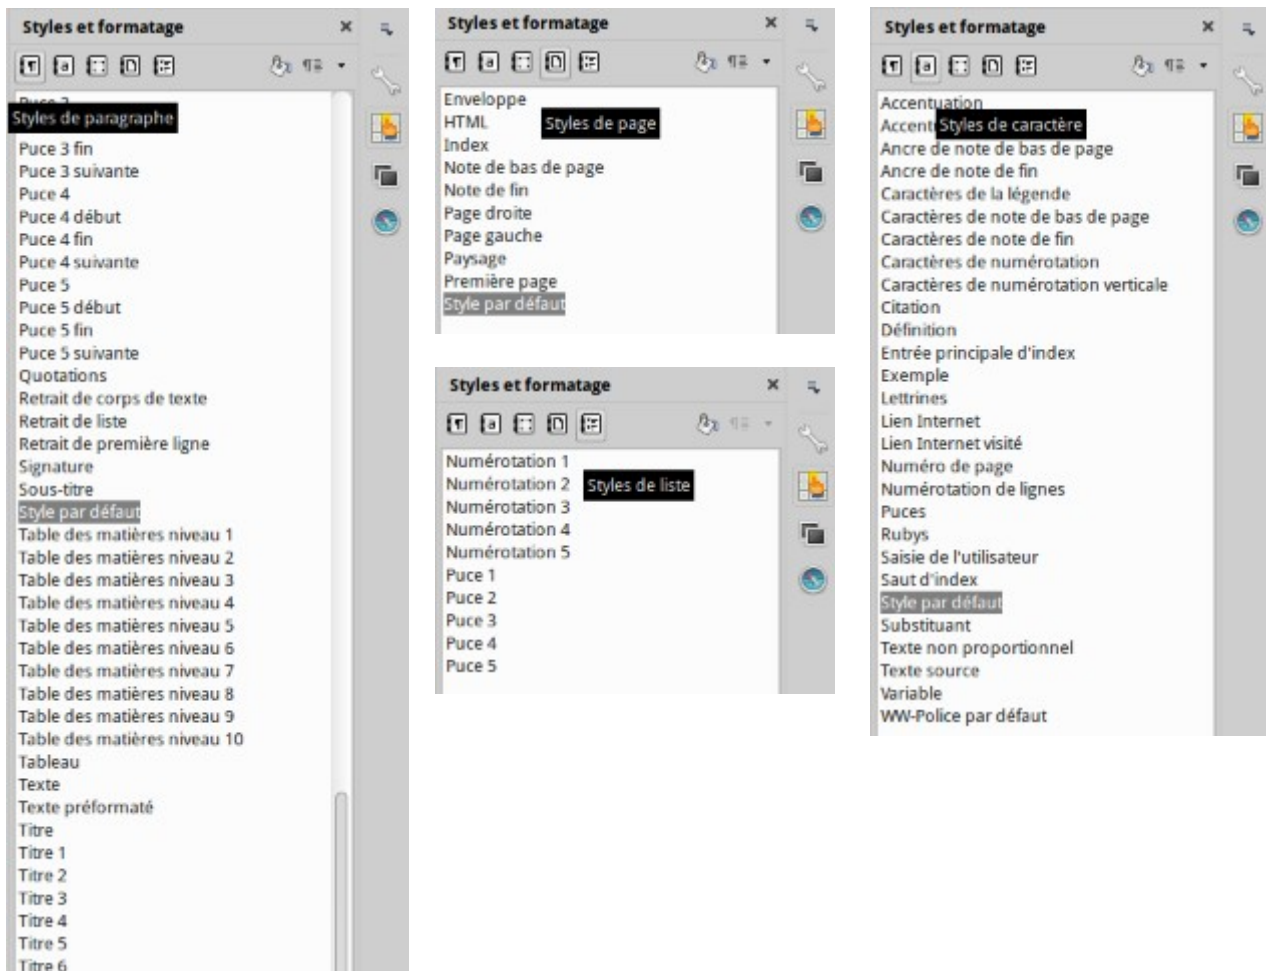 Styles et formatage
Puce 2
Styles de paragraphe
Puce 3 fin
Puce 3 suivante
Puce 4
Puce 4 début
Puce 4 fin
Puce 4 suivante
Puce 5
Puce 5 début
Puce 5 fin
Puce 5 suivante
Quotations
Retrait de corps de texte
Retrait de liste
Retrait de première ligne
Signature
Sous-titre
Style par défaut
Table des matières niveau 1
Table des matières niveau 2
Table des matières niveau 3
Table des matières niveau 4
Table des matières niveau 5
Table des matières niveau 6
Table des matières niveau 7
Table des matières niveau 8
Table des matières niveau 9
Table des matières niveau 10
Tableau
Texte
Texte préformaté
Titre
Titre 1
Titre 2
Titre 3
Titre 4
Titre 5
Titre 6
Styles et formatage
Enveloppe
HTML
Styles de page
Index
Note de bas de page
Note de fin
Page droite
Page gauche
Paysage
Première page
Style par défaut
Styles et formatage
Numérotation 1
Numérotation 2
Styles de liste
Numérotation 3
Numérotation 4
Numérotation 5
Puce 1
Puce 2
Puce 3
Puce 4
Puce 5
Styles et formatage
Accentuation
Styles de caractère
Ancre de note de bas de page
Ancre de note de fin
Caractères de la légende
Caractères de note de bas de page
Caractères de note de fin
Caractères de numérotation
Caractères de numérotation verticale
Citation
Définition
Entrée principale d'index
Exemple
Lettrines
Lien Internet
Lien Internet visité
Numéro de page
Numérotation de lignes
Puces
Rubys
Saisie de l'utilisateur
Saut d'index
Style par défaut
Substituant
Texte non proportionnel
Texte source
Variable
WW-Police par défaut